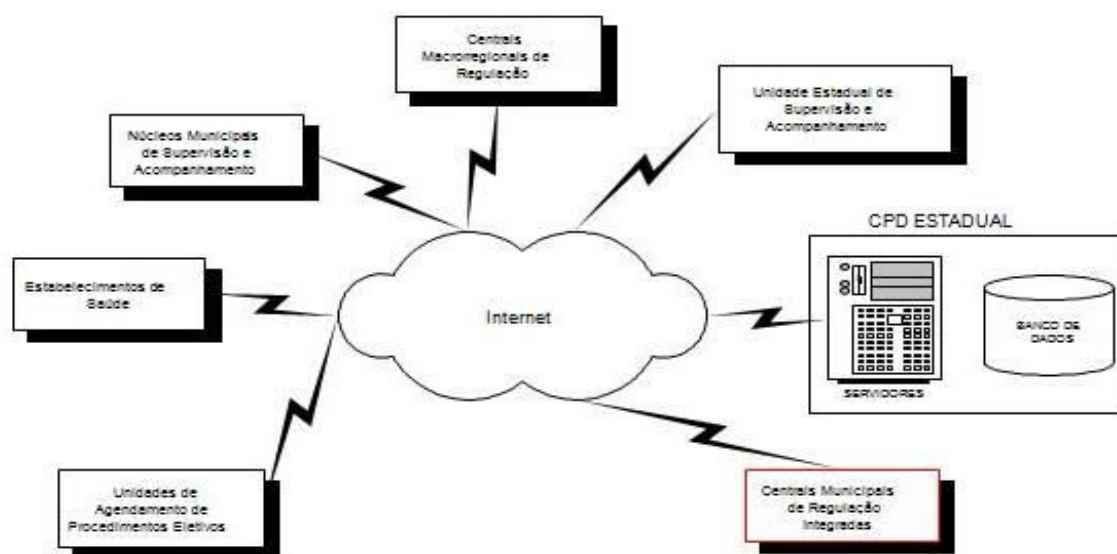 Centrais
Macrorregionais de
Regulação
Unidade Estadual de
Supervisão e
Acompanhamento
Núcleos Municipais
de Supervisão e
Acompanhamento
CPD ESTADUAL
Estabelecimentos de
Saúde
Internet
BANCO DE
DADOS
SERVIDORES
Unidades de
Agendamento de
Procedimentos Eletivos
Centrais Municipais
de Regulação
Integradas